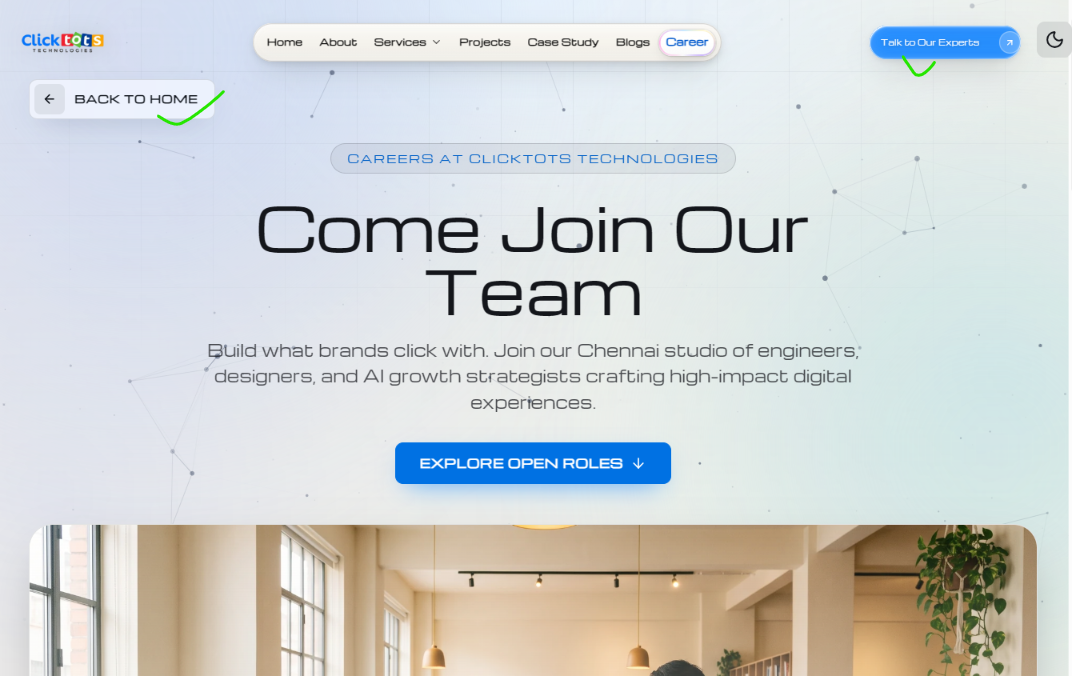 Clicktots
TECHNOLOGIES
Home About Services Projects Case Study Blogs Career
Talk to Our Experts
BACK TO HOME
CAREERS AT CLICKTOTS TECHNOLOGIES
Come Join Our
Team
Build what brands click with. Join our Chennai studio of engineers,
designers, and AI growth strategists crafting high-impact digital
experiences.
EXPLORE OPEN ROLES